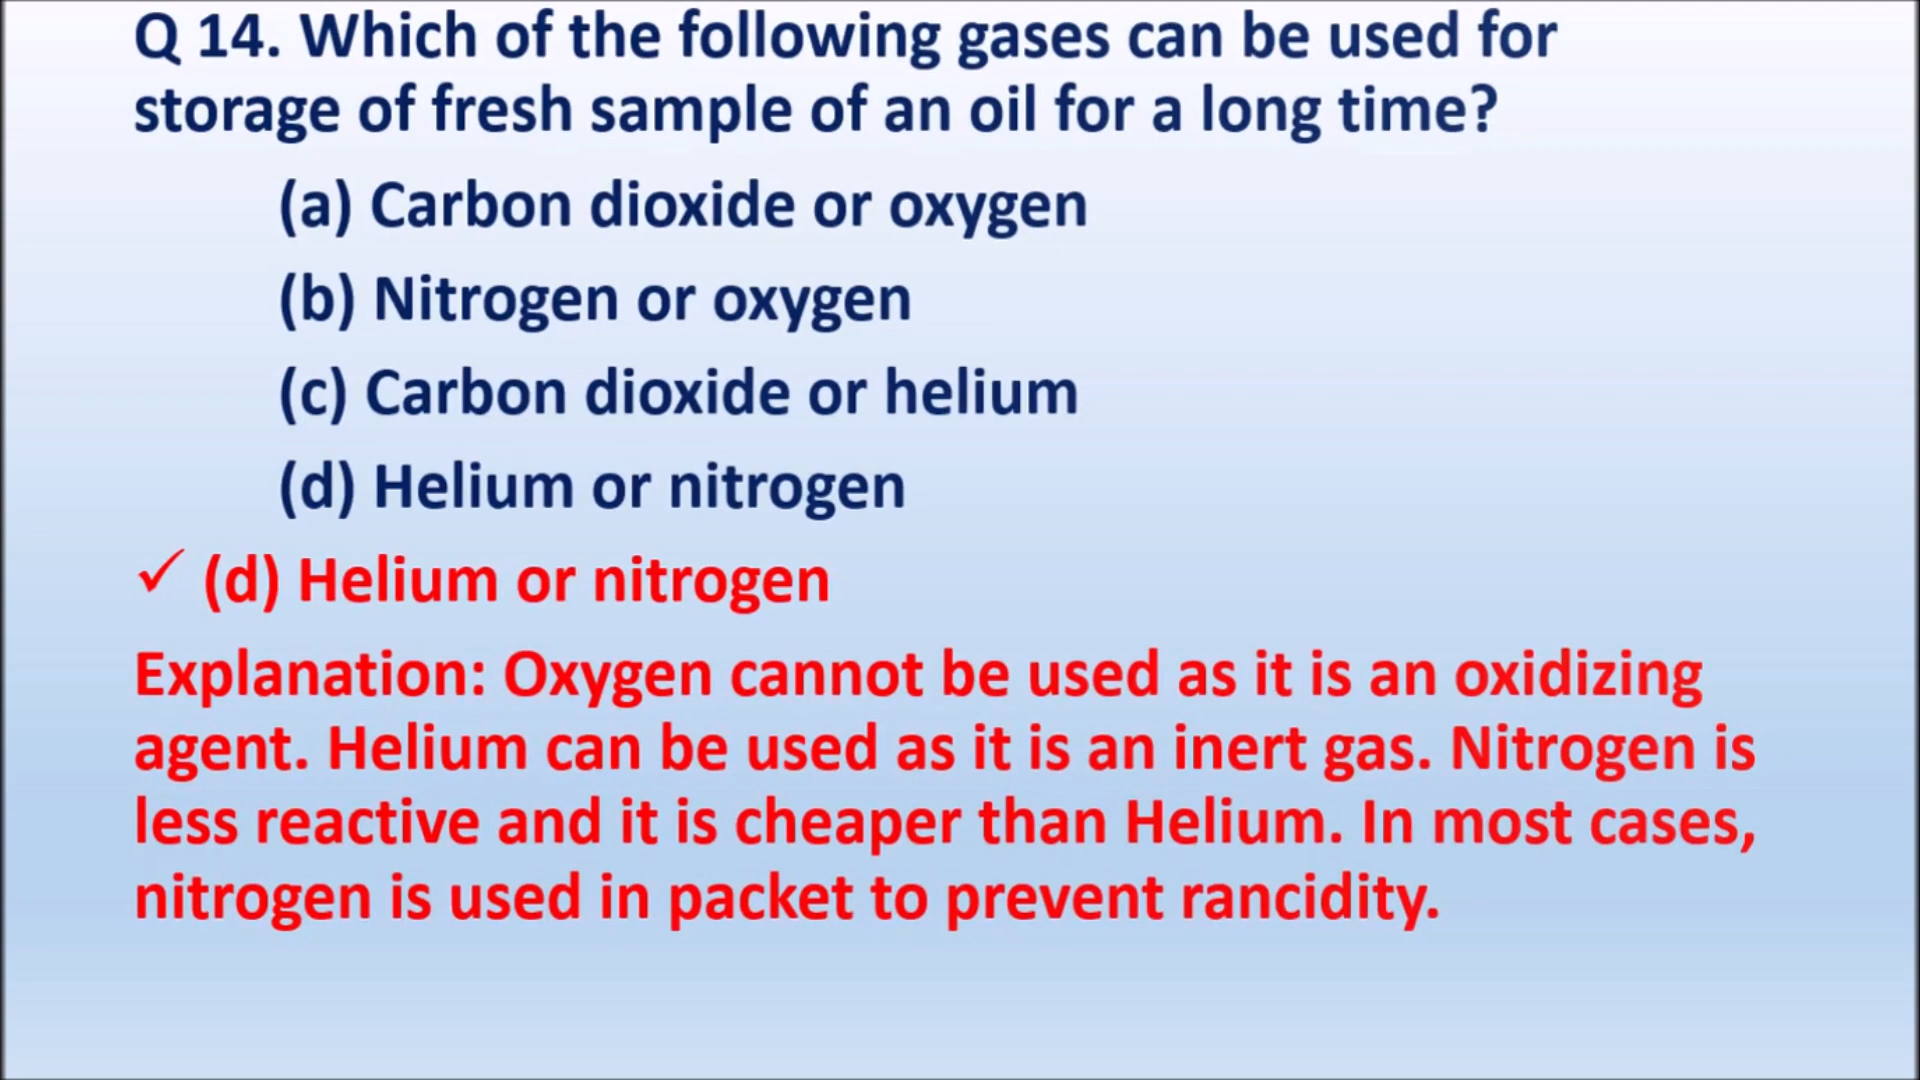 Q 14. Which of the following gases can be used for
storage of fresh sample of an oil for a long time?
(a) Carbon dioxide or oxygen
(b) Nitrogen or oxygen
(c) Carbon dioxide or helium
(d) Helium or nitrogen
✓ (d) Helium or nitrogen
Explanation: Oxygen cannot be used as it is an oxidizing
agent. Helium can be used as it is an inert gas. Nitrogen is
less reactive and it is cheaper than Helium. In most cases,
nitrogen is used in packet to prevent rancidity.